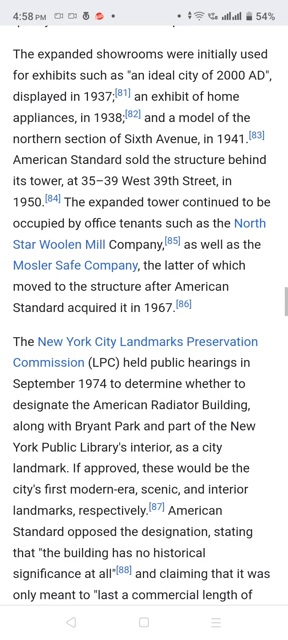 4:58 PM
54%
The expanded showrooms were initially used
for exhibits such as "an ideal city of 2000 AD",
displayed in 1937;[81] an exhibit of home
appliances, in 1938;[82] and a model of the
northern section of Sixth Avenue, in 1941.[83]
American Standard sold the structure behind
its tower, at 35–39 West 39th Street, in
1950.[84] The expanded tower continued to be
occupied by office tenants such as the North
Star Woolen Mill Company,[85] as well as the
Mosler Safe Company, the latter of which
moved to the structure after American
Standard acquired it in 1967.[86]
The New York City Landmarks Preservation
Commission (LPC) held public hearings in
September 1974 to determine whether to
designate the American Radiator Building,
along with Bryant Park and part of the New
York Public Library's interior, as a city
landmark. If approved, these would be the
city's first modern-era, scenic, and interior
landmarks, respectively.[87] American
Standard opposed the designation, stating
that "the building has no historical
significance at all"[88] and claiming that it was
only meant to "last a commercial length of